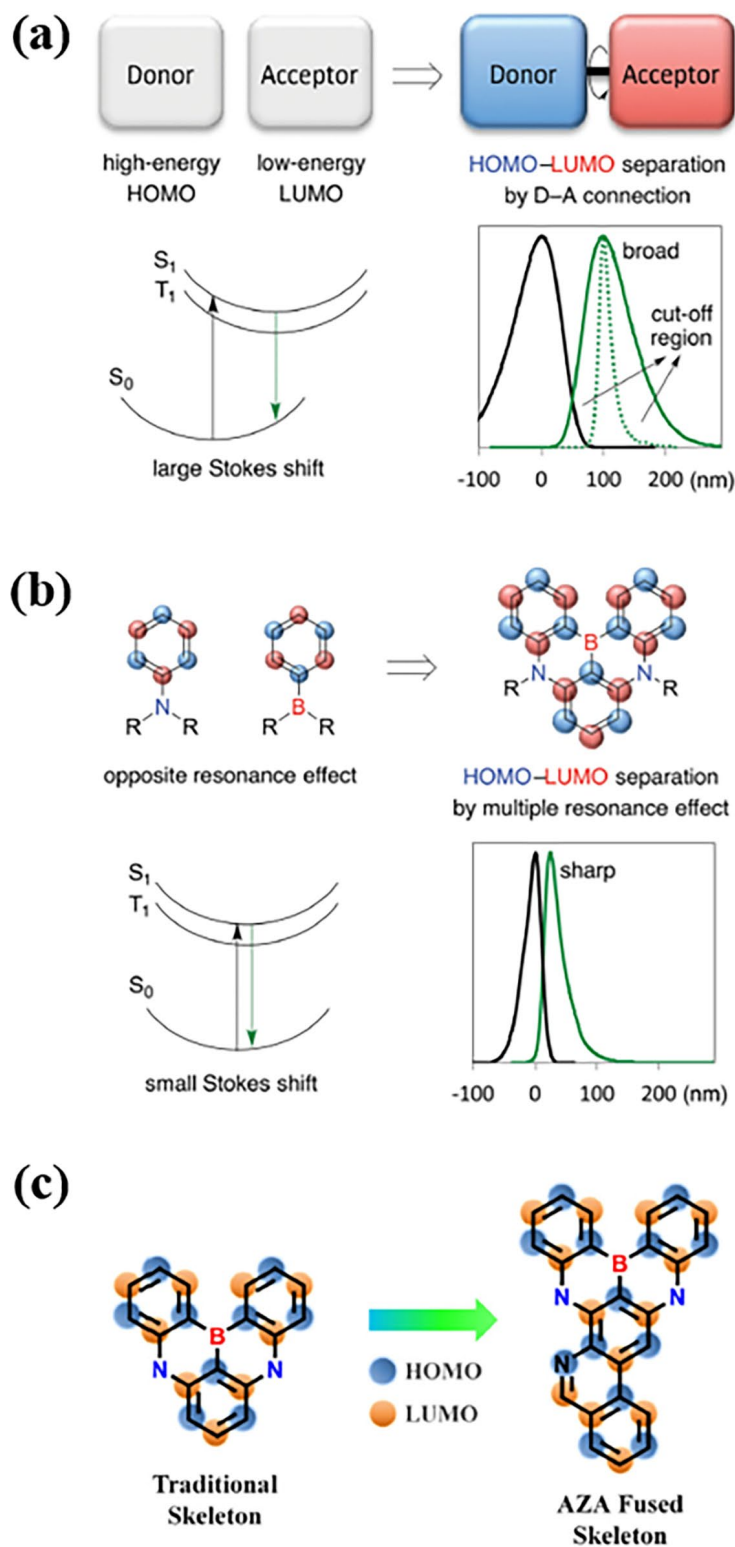 (a)
Donor Acceptor Donor Acceptor
high-energy low-energy HOMO–LUMO separation
HOMO LUMO by D–A connection
S1
T1
S0
large Stokes shift
broad
cut-off
region
-100 0 100 200 (nm)
(b)
N
R R
B
R R
opposite resonance effect
B
R N N R
HOMO–LUMO separation
by multiple resonance effect
S1
T1
S0
small Stokes shift
sharp
-100 0 100 200 (nm)
(c)
B
N N
Traditional
Skeleton
HOMO
LUMO
B
N N
N
AZA Fused
Skeleton